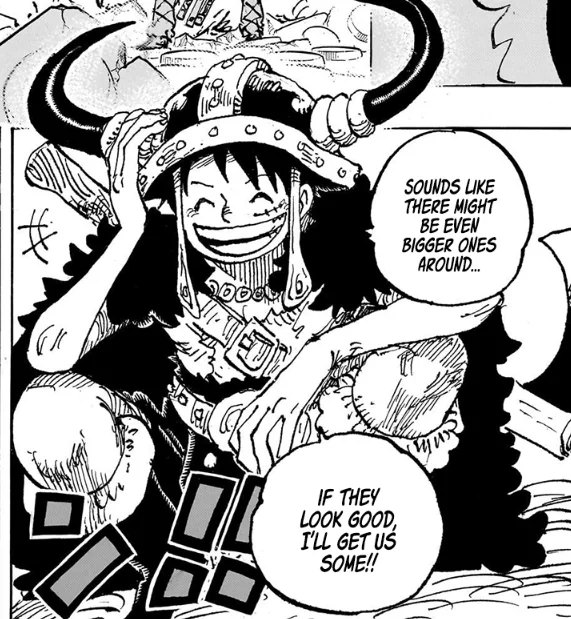 SOUNDS LIKE
THERE MIGHT
BE EVEN
BIGGER ONES
AROUND...
IF THEY
LOOK GOOD,
I'LL GET US
SOME!!